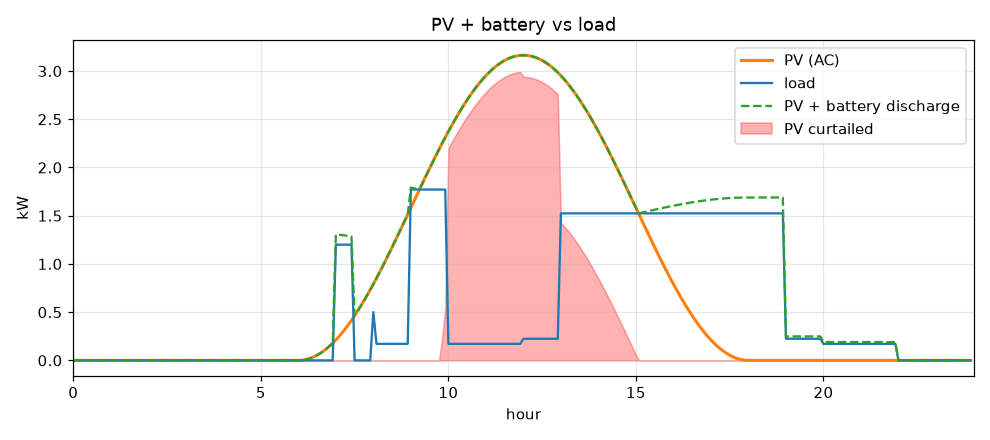 PV + battery vs load
kW
3.0
2.5
2.0
1.5
1.0
0.5
0.0
PV (AC)
load
PV + battery discharge
PV curtailed
0 5 10 15 20
hour